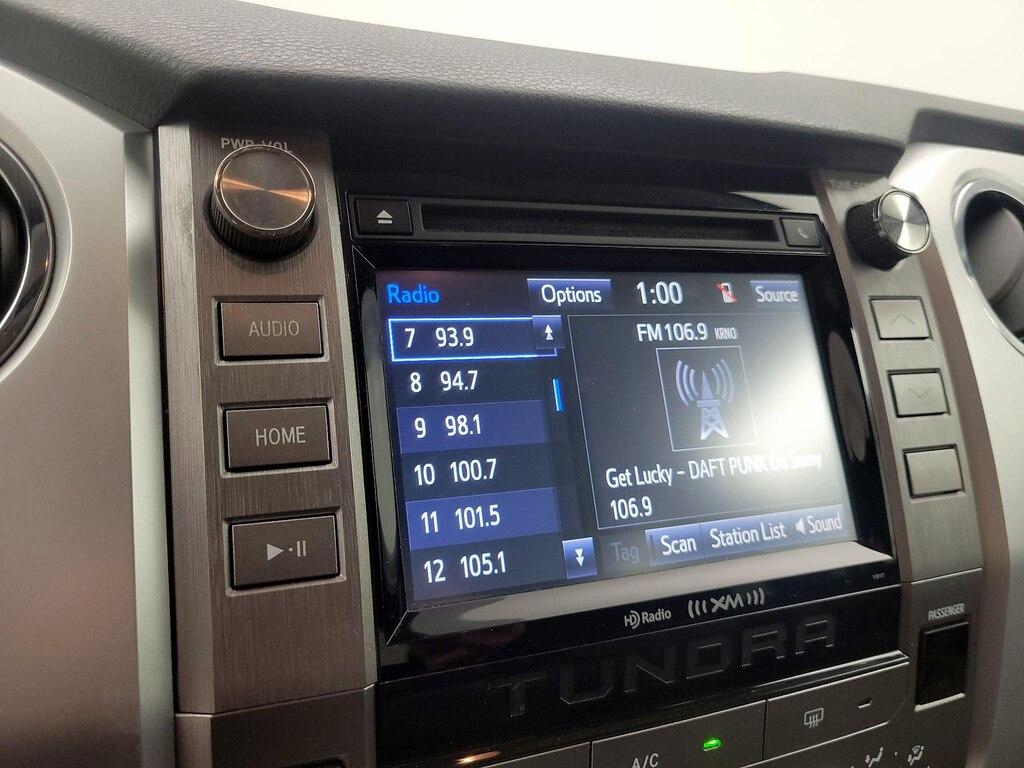 PWR·VOL
AUDIO
HOME
Radio
Options
1:00
Source
7 93.9
8 94.7
9 98.1
10 100.7
11 101.5
12 105.1
FM 106.9 KRNO
Get Lucky - DAFT PUNK On Sunny
106.9
Tag
Scan
Station List
Sound
HD Radio
((( XM )))
TUNDRA
PASSENGER
A/C